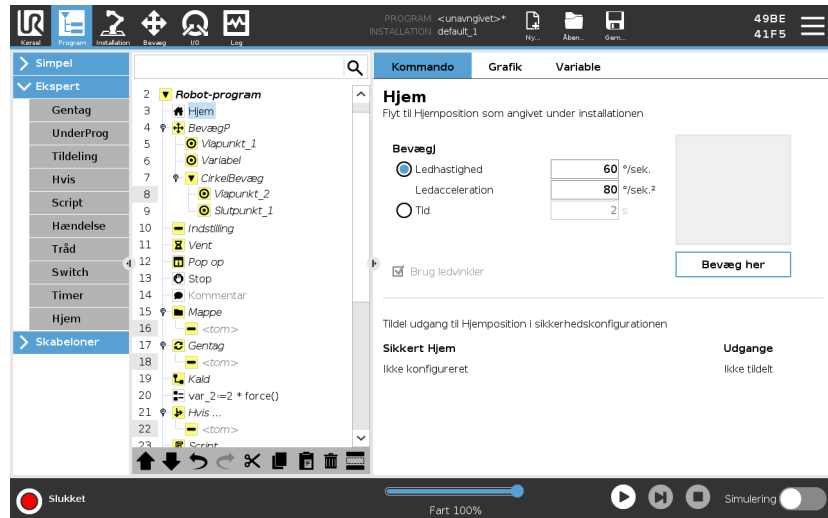 UR
PROGRAM <unavngivet>*
INSTALLATION default_1
49BE
41F5
Kørsel Program Installation Bevæg I/O Log Ny... Åben... Gem...
Simpel
Ekspert
Gentag
UnderProg
Tildeling
Hvis
Script
Hændelse
Tråd
Switch
Timer
Hjem
Skabeloner
2 Robot-program
3 Hjem
4 BevægP
5 Viapunkt_1
6 Variabel
7 CirkelBevæg
8 Viapunkt_2
9 Slutpunkt_1
10 Indstilling
11 Vent
12 Pop op
13 Stop
14 Kommentar
15 Mappe
16 <tom>
17 Gentag
18 <tom>
19 Kald
20 var_2≔2 * force()
21 Hvis ...
22 <tom>
23 Script
Kommando Grafik Variable
Hjem
Flyt til Hjemposition som angivet under installationen
BevægJ
Ledhastighed 60 °/sek.
Ledacceleration 80 °/sek.²
Tid 2 s
Brug ledvinkler
Bevæg her
Tildel udgang til Hjemposition i sikkerhedskonfigurationen
Sikkert Hjem Udgange
Ikke konfigureret Ikke tildelt
Slukket
Fart 100%
Simulering